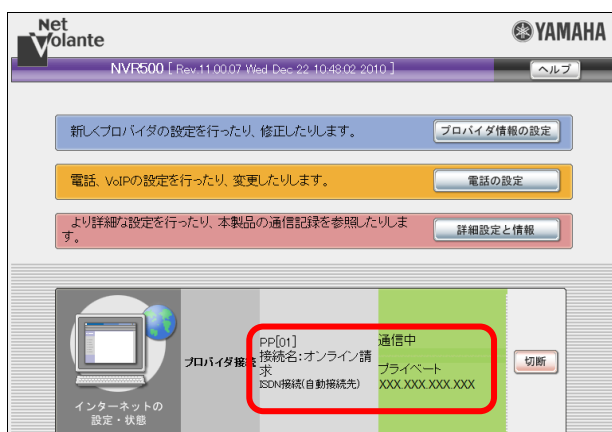 Net
Volante
YAMAHA
NVR500 [ Rev.11.00.07 Wed Dec 22 10:48:02 2010 ]
ヘルプ
新しくプロバイダの設定を行ったり、修正したりします。
プロバイダ情報の設定
電話、VoIPの設定を行ったり、変更したりします。
電話の設定
より詳細な設定を行ったり、本製品の通信記録を参照したりしま
す。
詳細設定と情報
インターネットの
設定・状態
プロバイダ接続
PP[01]
接続名:オンライン請
求
ISDN接続(自動接続先)
通信中
プライベート
XXX.XXX.XXX.XXX
切断